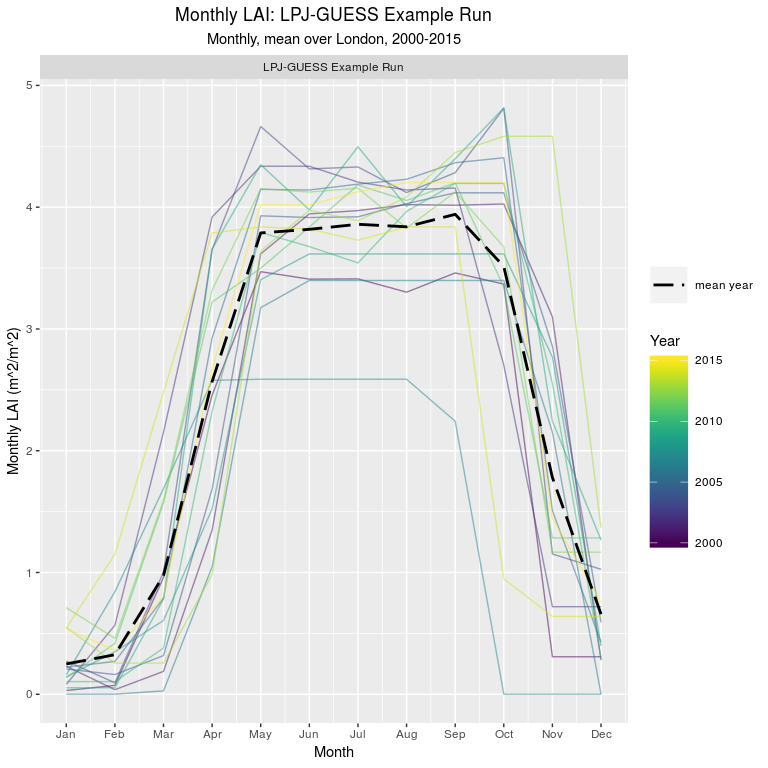 Monthly LAI: LPJ-GUESS Example Run
Monthly, mean over London, 2000-2015
LPJ-GUESS Example Run
Monthly LAI (m^2/m^2)
5
4
3
2
1
0
Jan Feb Mar Apr May Jun Jul Aug Sep Oct Nov Dec
Month
mean year
Year
2015
2010
2005
2000